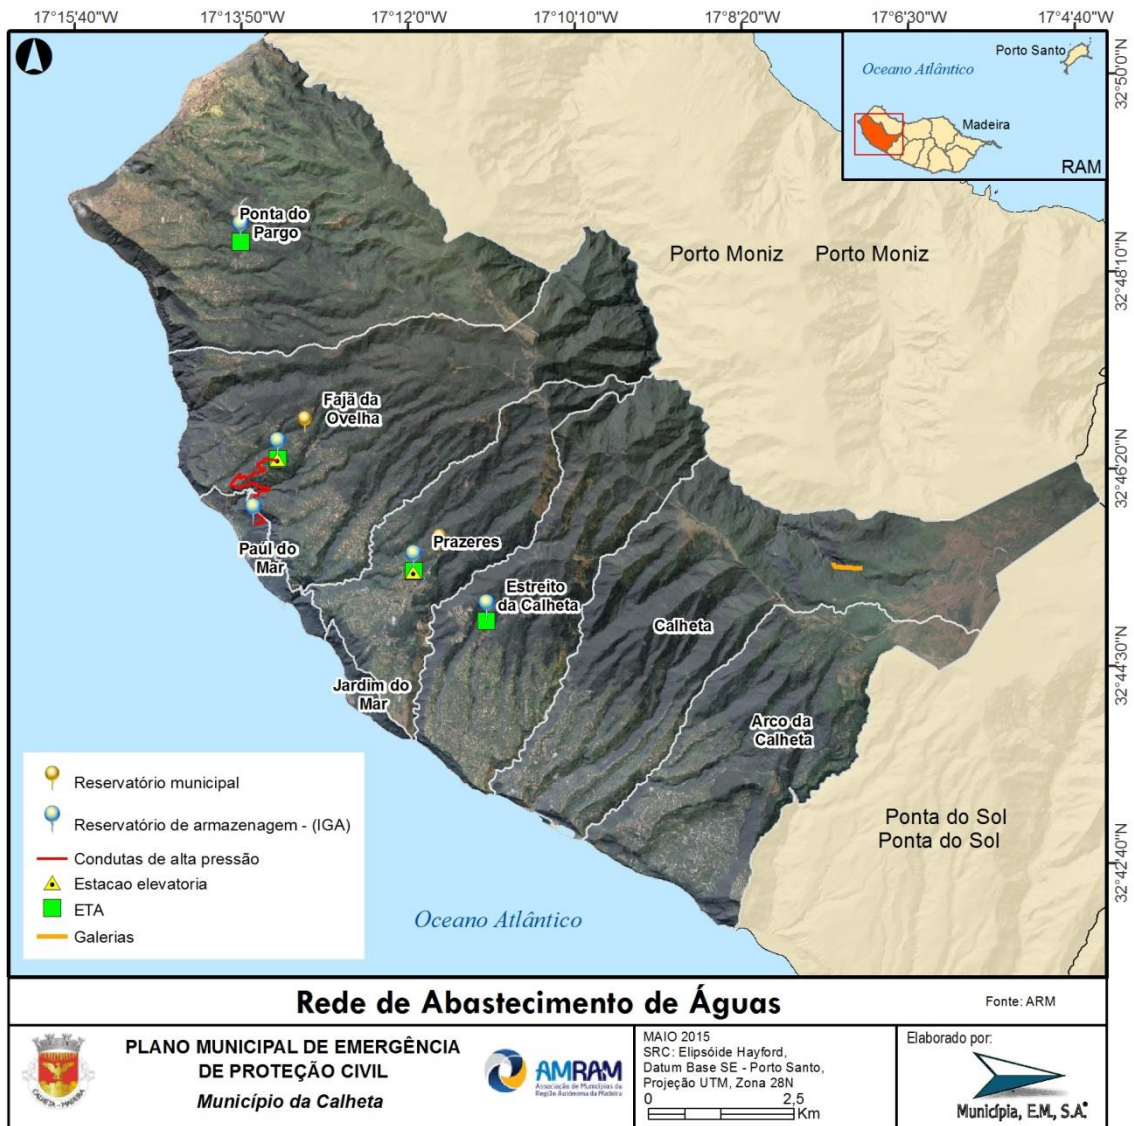 17°15'40"W
17°13'50"W
17°12'0"W
17°10'10"W
17°8'20"W
17°6'30"W
17°4'40"W
Porto Santo
Oceano Atlântico
Madeira
RAM
32°50'0"N
32°48'10"N
32°46'20"N
32°44'30"N
32°42'40"N
Ponta do
Pargo
Porto Moniz
Porto Moniz
Fajã da
Ovelha
Paúl do
Mar
Prazeres
Estreito
da Calheta
Calheta
Jardim do
Mar
Arco da
Calheta
Ponta do Sol
Ponta do Sol
Oceano Atlântico
Reservatório municipal
Reservatório de armazenagem - (IGA)
Condutas de alta pressão
Estacao elevatoria
ETA
Galerias
Rede de Abastecimento de Águas
Fonte: ARM
CALHETA - MADEIRA
PLANO MUNICIPAL DE EMERGÊNCIA
DE PROTEÇÃO CIVIL
Município da Calheta
AMRAM
Associação de Municípios da
Região Autónoma da Madeira
MAIO 2015
SRC: Elipsóide Hayford,
Datum Base SE - Porto Santo,
Projeção UTM, Zona 28N
0 2,5
Km
Elaborado por:
Município, E.M., S.A.